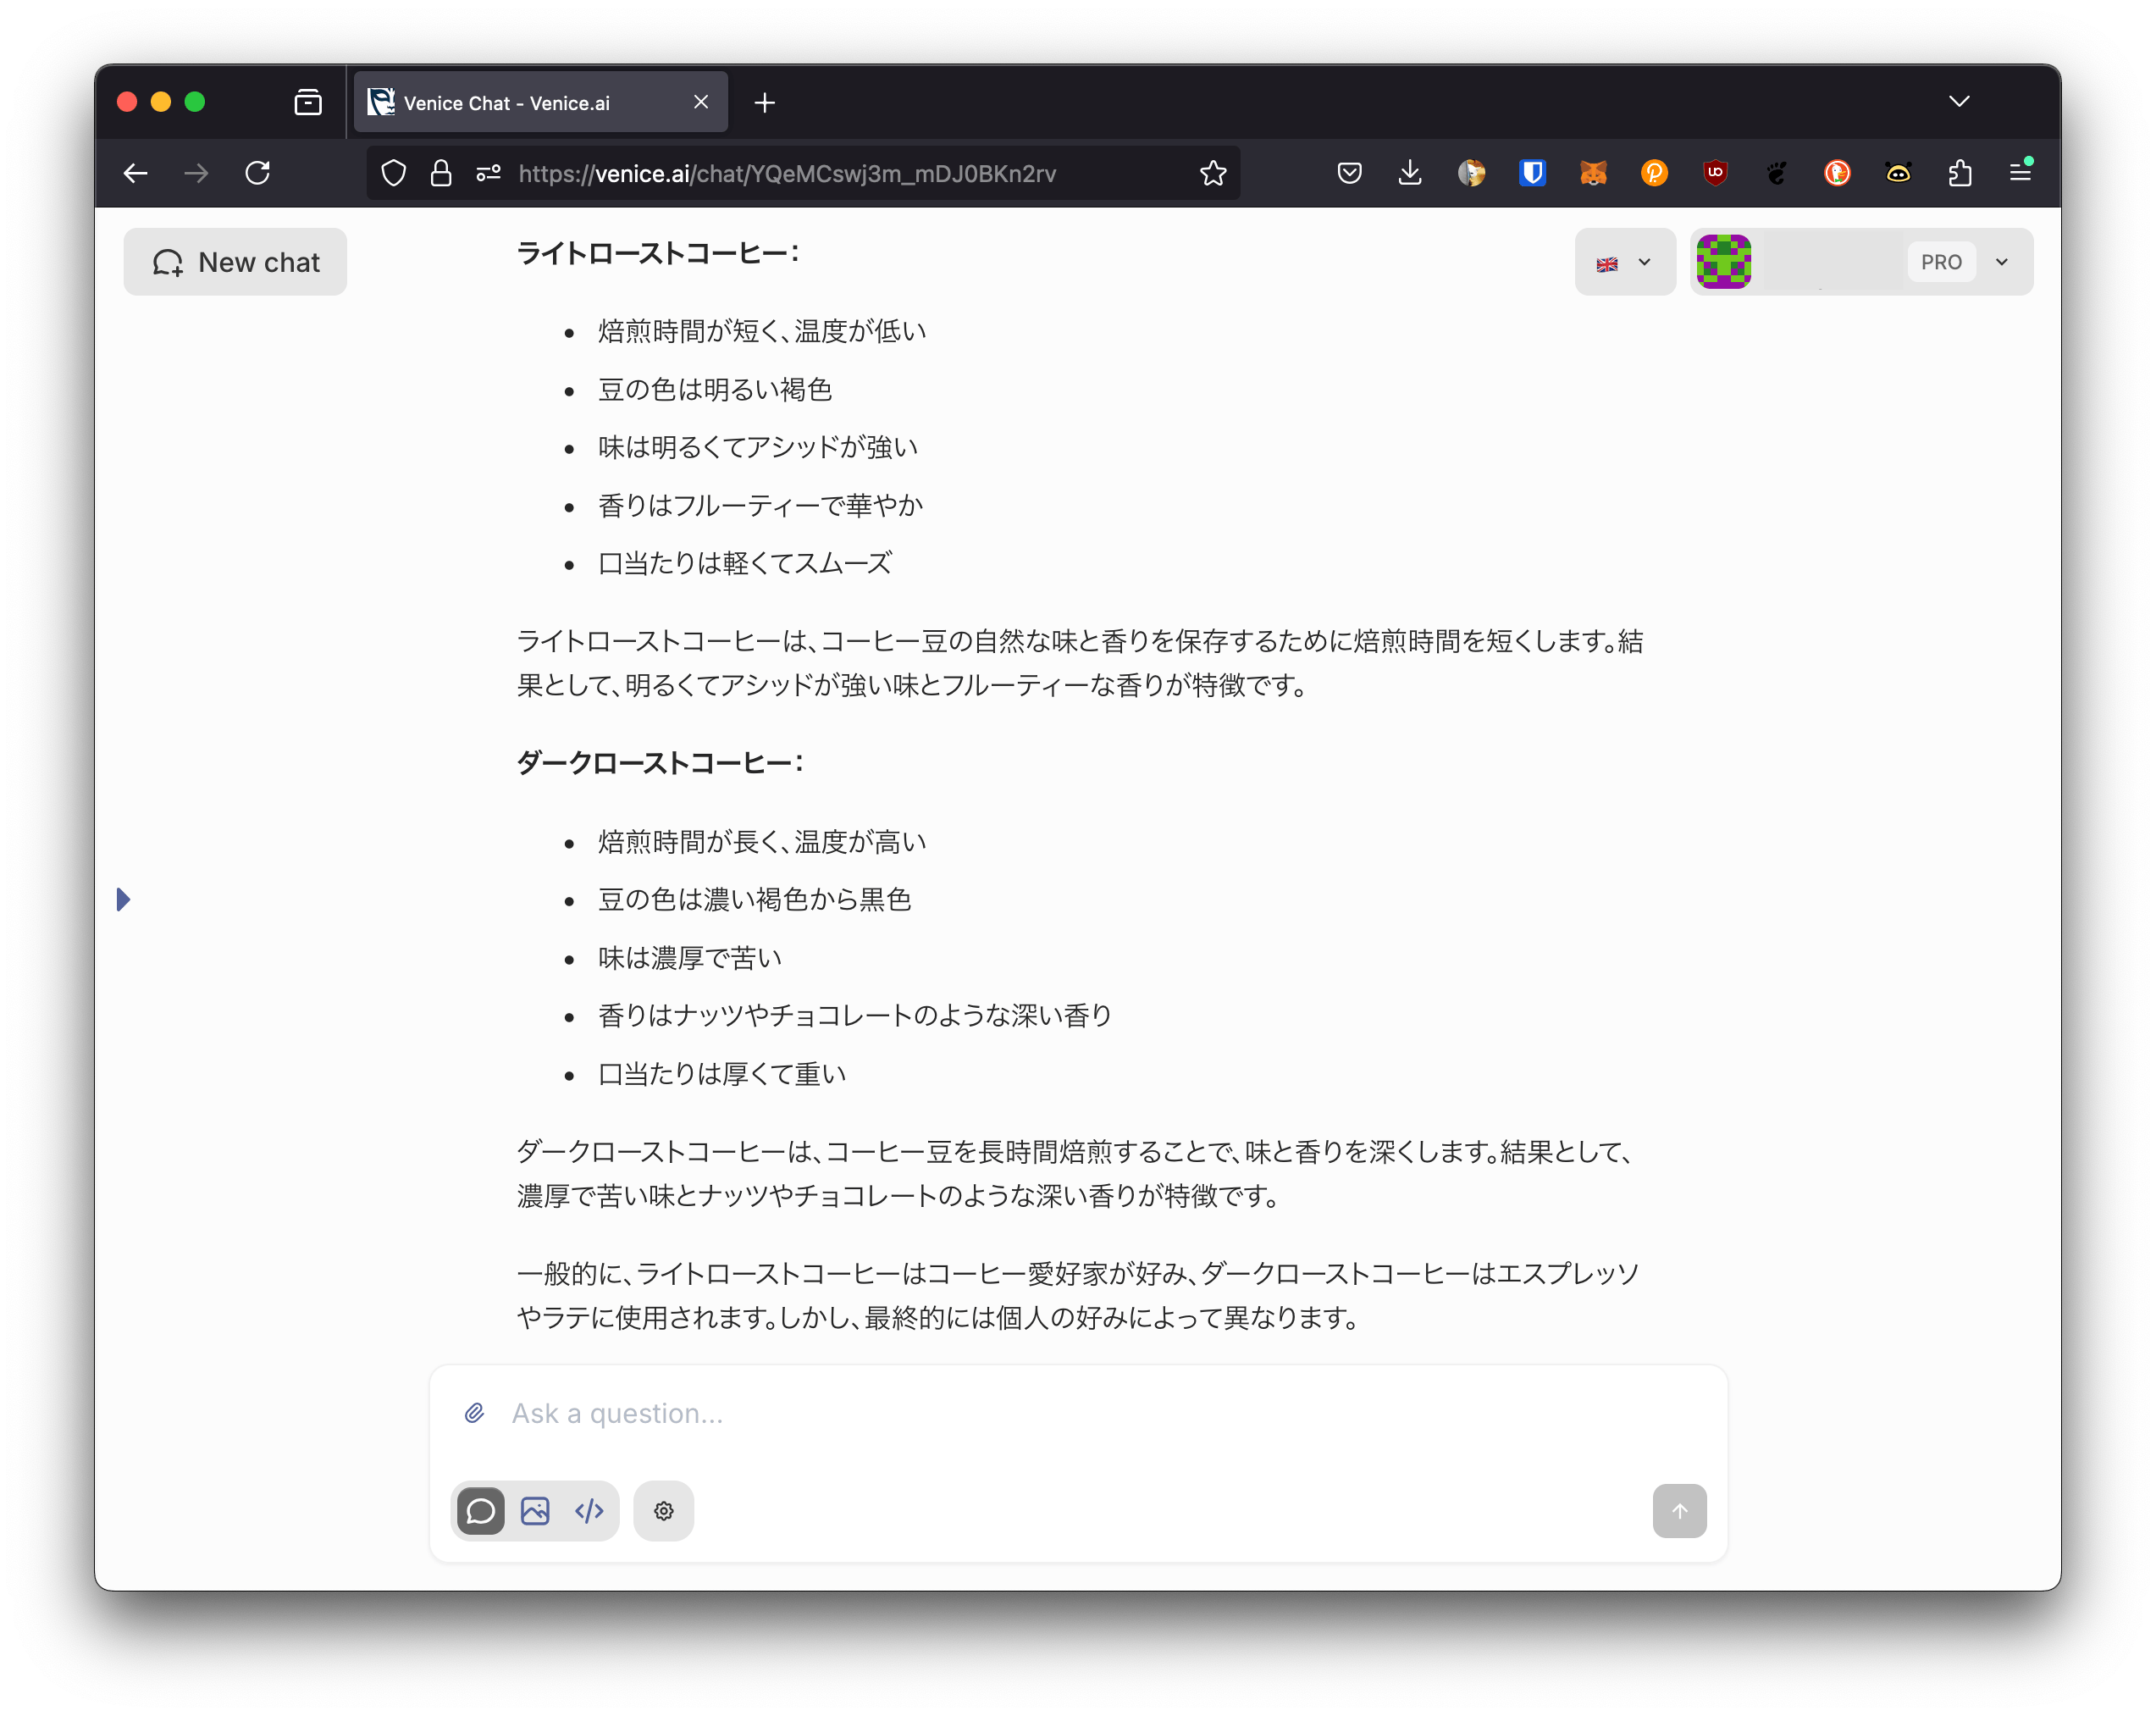 Venice Chat - Venice.ai
https://venice.ai/chat/YQeMCswj3m_mDJ0BKn2rv
New chat
PRO
ライトローストコーヒー：
• 焙煎時間が短く、温度が低い
• 豆の色は明るい褐色
• 味は明るくてアシッドが強い
• 香りはフルーティーで華やか
• 口当たりは軽くてスムーズ
ライトローストコーヒーは、コーヒー豆の自然な味と香りを保存するために焙煎時間を短くします。結
果として、明るくてアシッドが強い味とフルーティーな香りが特徴です。
ダークローストコーヒー：
• 焙煎時間が長く、温度が高い
• 豆の色は濃い褐色から黒色
• 味は濃厚で苦い
• 香りはナッツやチョコレートのような深い香り
• 口当たりは厚くて重い
ダークローストコーヒーは、コーヒー豆を長時間焙煎することで、味と香りを深くします。結果として、
濃厚で苦い味とナッツやチョコレートのような深い香りが特徴です。
一般的に、ライトローストコーヒーはコーヒー愛好家が好み、ダークローストコーヒーはエスプレッソ
やラテに使用されます。しかし、最終的には個人の好みによって異なります。
Ask a question...